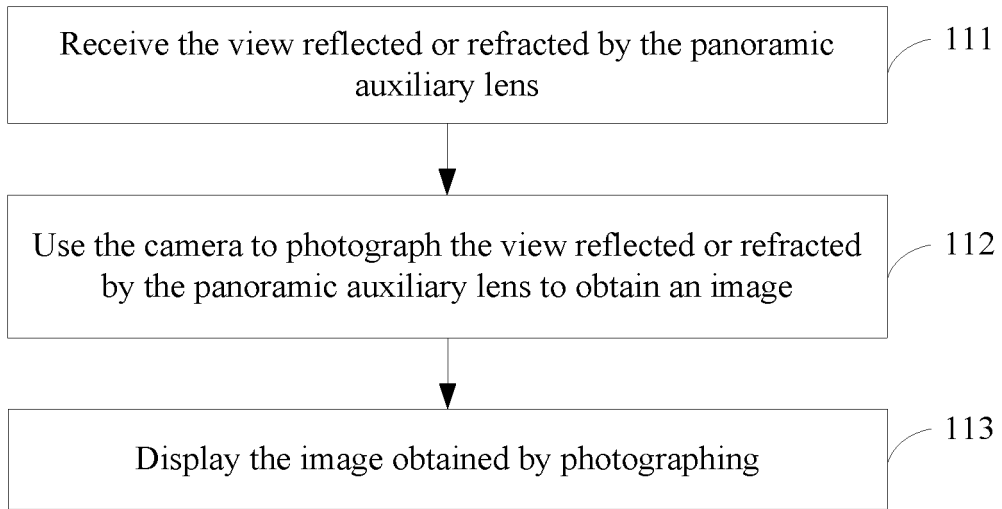 Receive the view reflected or refracted by the panoramic
auxiliary lens
111
Use the camera to photograph the view reflected or refracted
by the panoramic auxiliary lens to obtain an image
112
Display the image obtained by photographing
113